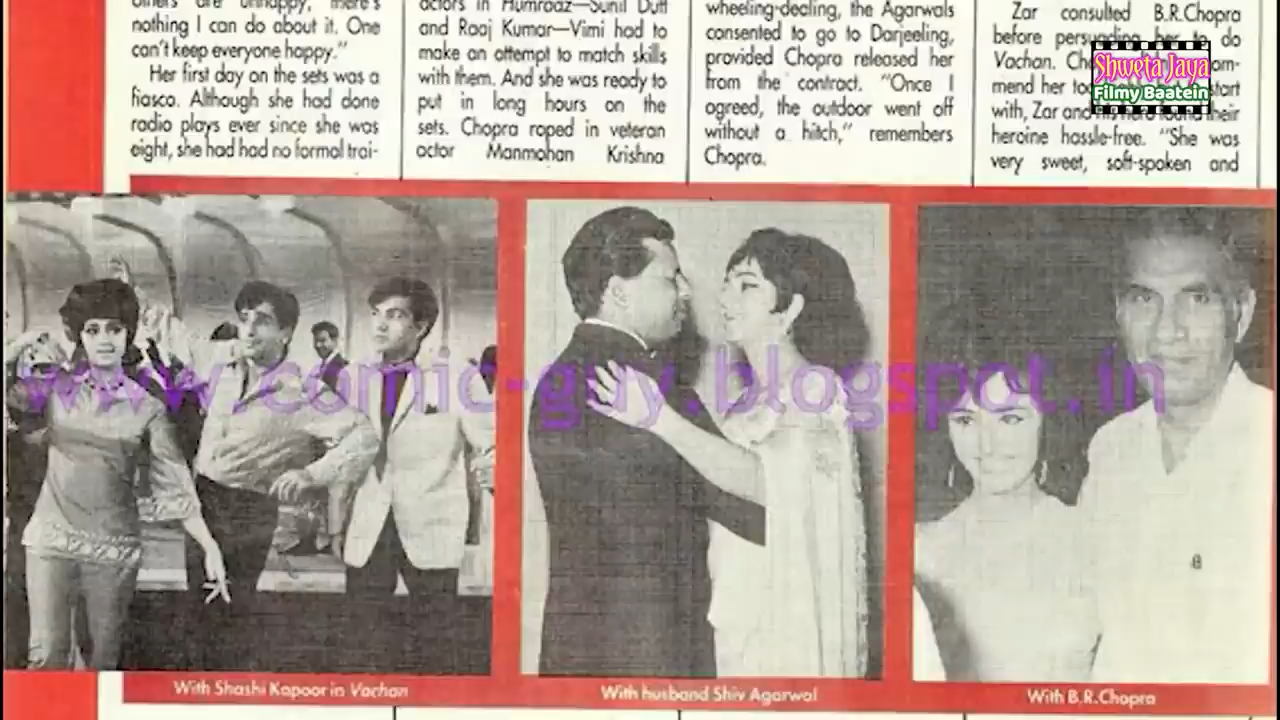 others are unhappy, there's
nothing I can do about it. One
can't keep everyone happy."
Her first day on the sets was a
fiasco. Although she had done
radio plays ever since she was
eight, she had had no formal trai-
actors in Humraaz—Sunil Dutt
and Raaj Kumar—Vimi had to
make an attempt to match skills
with them. And she was ready to
put in long hours on the
sets. Chopra roped in veteran
actor Manmohan Krishna
wheeling-dealing, the Agarwals
consented to go to Darjeeling,
provided Chopra released her
from the contract. "Once I
agreed, the outdoor went off
without a hitch," remembers
Chopra.
Zar consulted B.R.Chopra
before persuading her to do
Vachan.
mend her
with, Zar and his hero found their
heroine hassle-free. "She was
very sweet, soft-spoken and
Shweta Jaya
Filmy Baatein
www.comic-guy.blogspot.in
With Shashi Kapoor in Vachan
With husband Shiv Agarwal
With B.R.Chopra